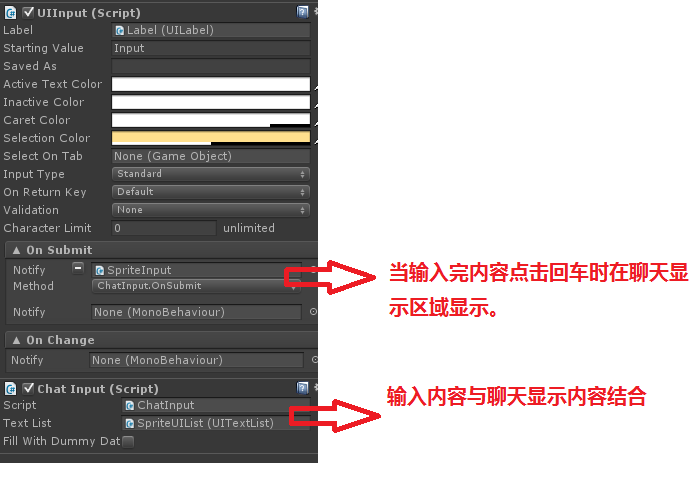 UIInput (Script)
Label Label (UILabel)
Starting Value Input
Saved As
Active Text Color
Inactive Color
Caret Color
Selection Color
Select On Tab None (Game Object)
Input Type Standard
On Return Key Default
Validation None
Character Limit 0 unlimited
▲ On Submit
Notify SpriteInput
Method ChatInput.OnSubmit
当输入完内容点击回车时在聊天显
示区域显示。
Notify None (MonoBehaviour)
▲ On Change
Notify None (MonoBehaviour)
Chat Input (Script)
Script ChatInput
输入内容与聊天显示内容结合
Text List SpriteUIList (UITextList)
Fill With Dummy Dat